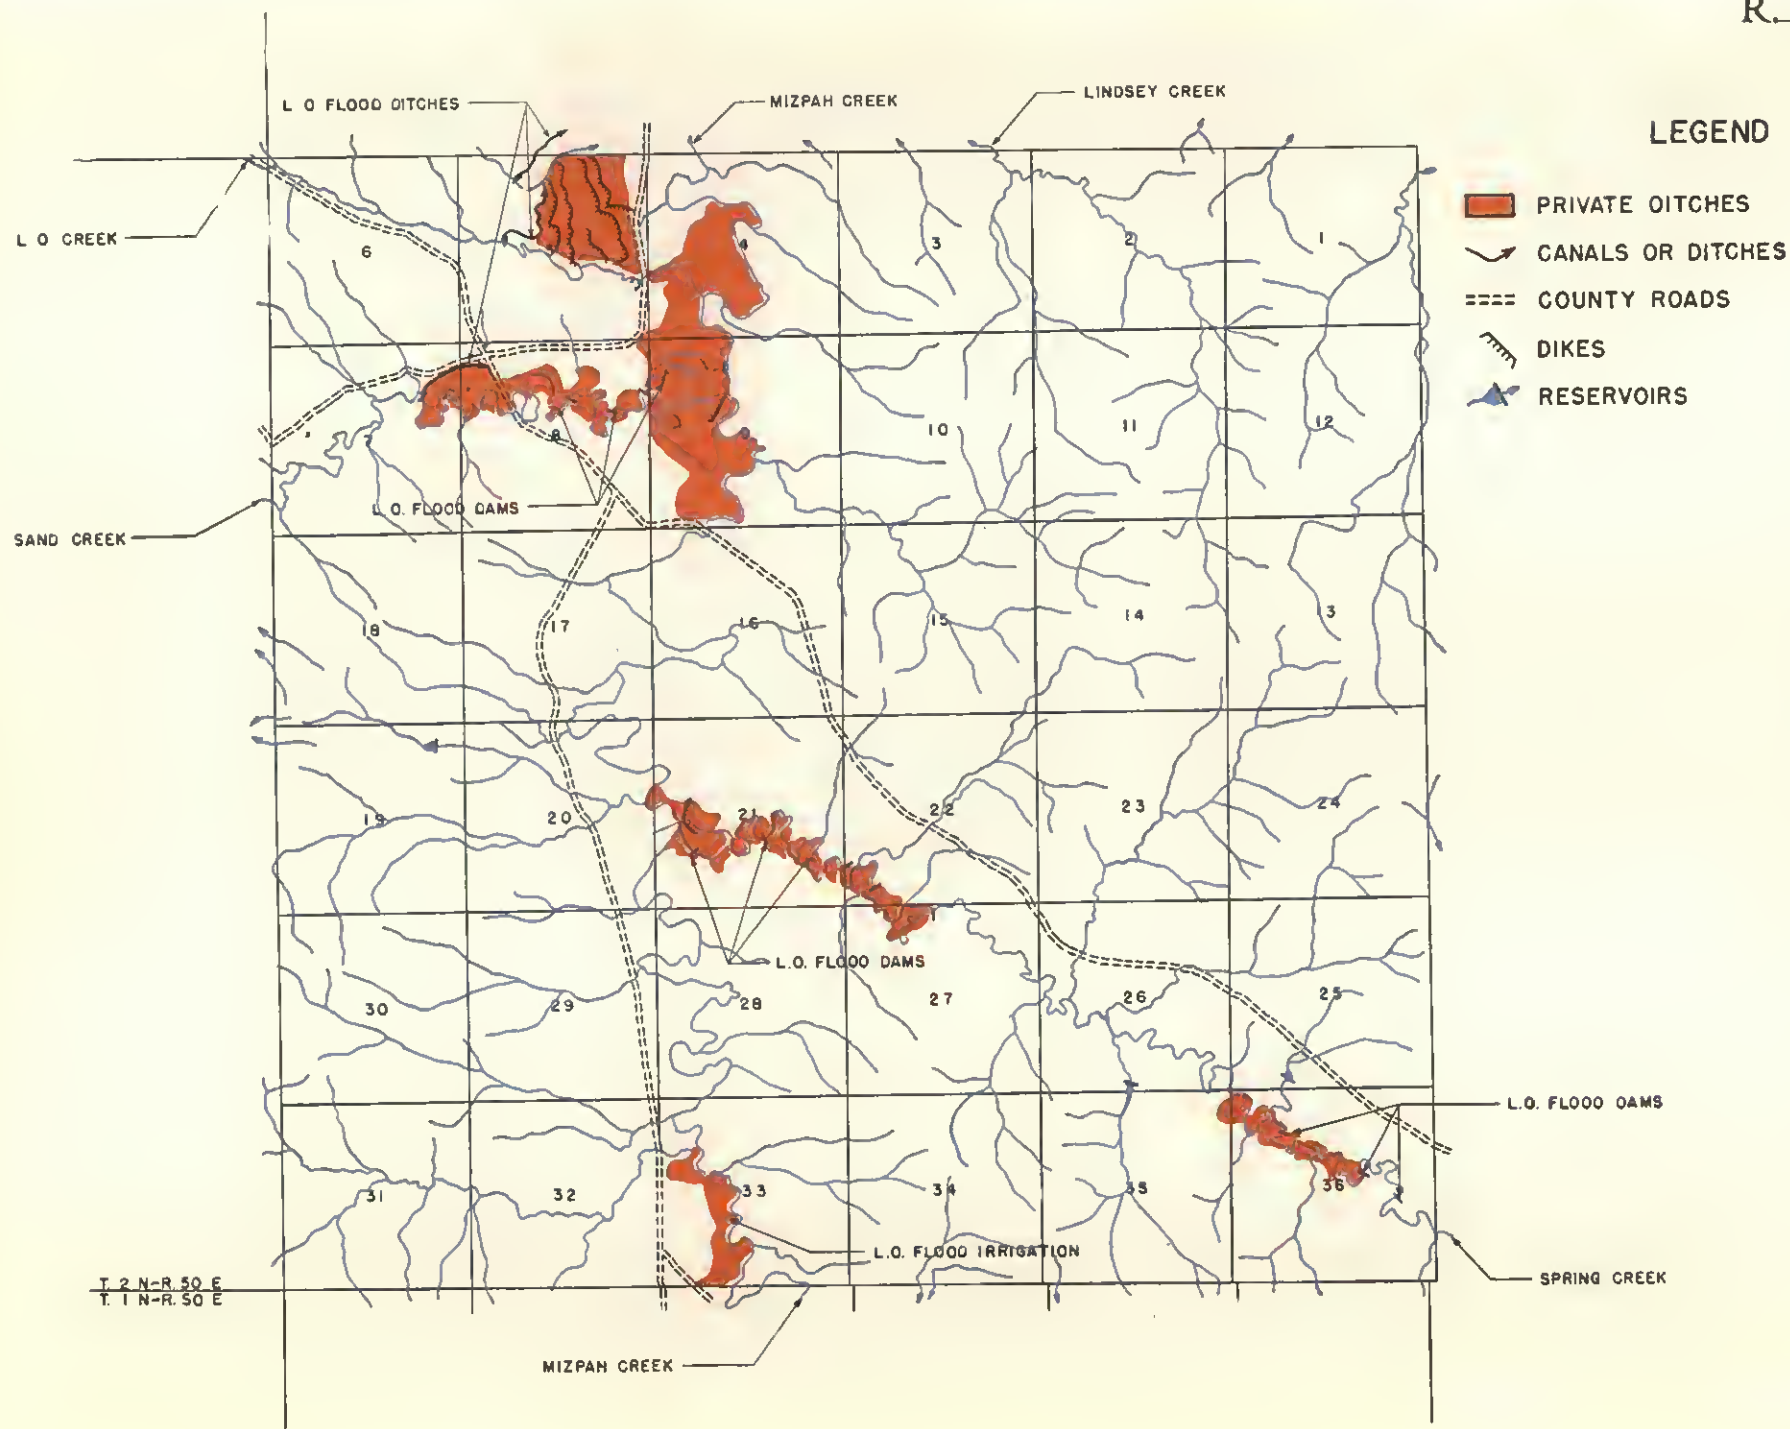 R.
L O FLOOD DITCHES
MIZPAH CREEK
LINDSEY CREEK
LEGEND
PRIVATE DITCHES
CANALS OR DITCHES
COUNTY ROADS
DIKES
RESERVOIRS
L O CREEK
6
4
3
2
1
7
8
10
11
12
L.O. FLOOD DAMS
SAND CREEK
18
17
16
15
14
13
19
20
21
22
23
24
L.O. FLOOD DAMS
30
29
28
27
26
25
L.O. FLOOD DAMS
31
32
33
34
35
36
L.O. FLOOD IRRIGATION
SPRING CREEK
T. 2 N-R. 50 E
T. 1 N-R. 50 E
MIZPAH CREEK